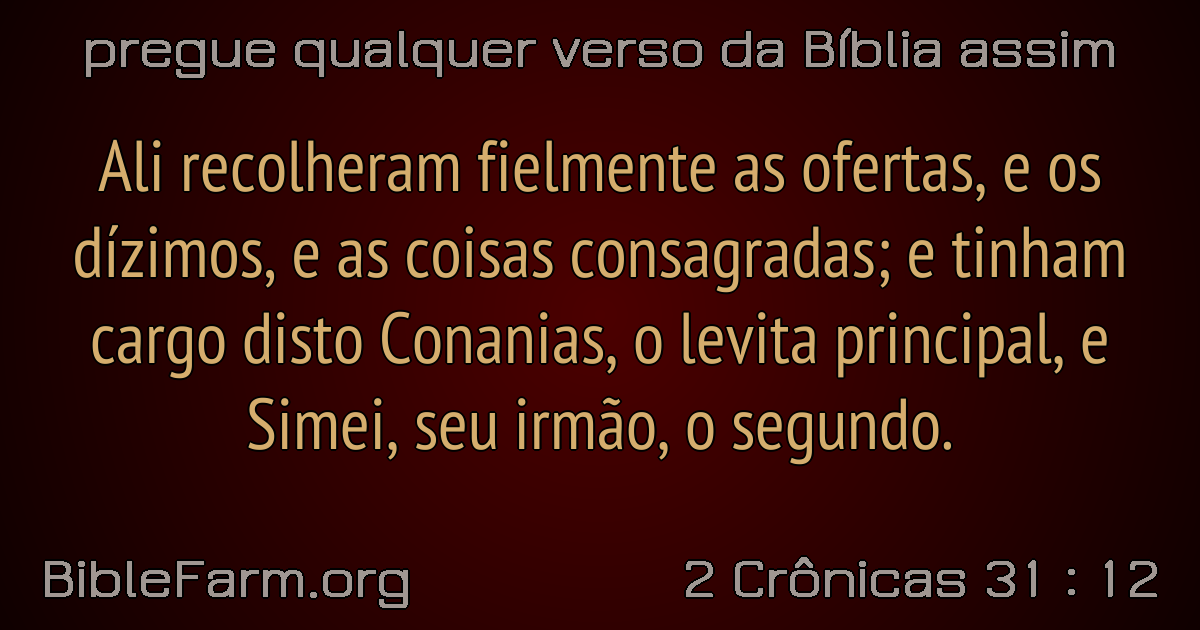 pregue qualquer verso da Bíblia assim
Ali recolheram fielmente as ofertas, e os
dízimos, e as coisas consagradas; e tinham
cargo disto Conanias, o levita principal, e
Simei, seu irmão, o segundo.
BibleFarm.org
2 Crônicas 31 : 12